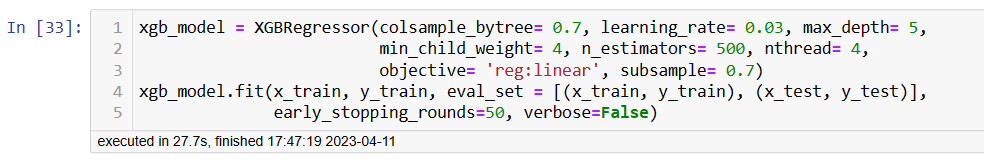 In [33]:
1 xgb_model = XGBRegressor(colsample_bytree= 0.7, learning_rate= 0.03, max_depth= 5,
2 min_child_weight= 4, n_estimators= 500, nthread= 4,
3 objective= 'reg:linear', subsample= 0.7)
4 xgb_model.fit(x_train, y_train, eval_set = [(x_train, y_train), (x_test, y_test)],
5 early_stopping_rounds=50, verbose=False)
executed in 27.7s, finished 17:47:19 2023-04-11